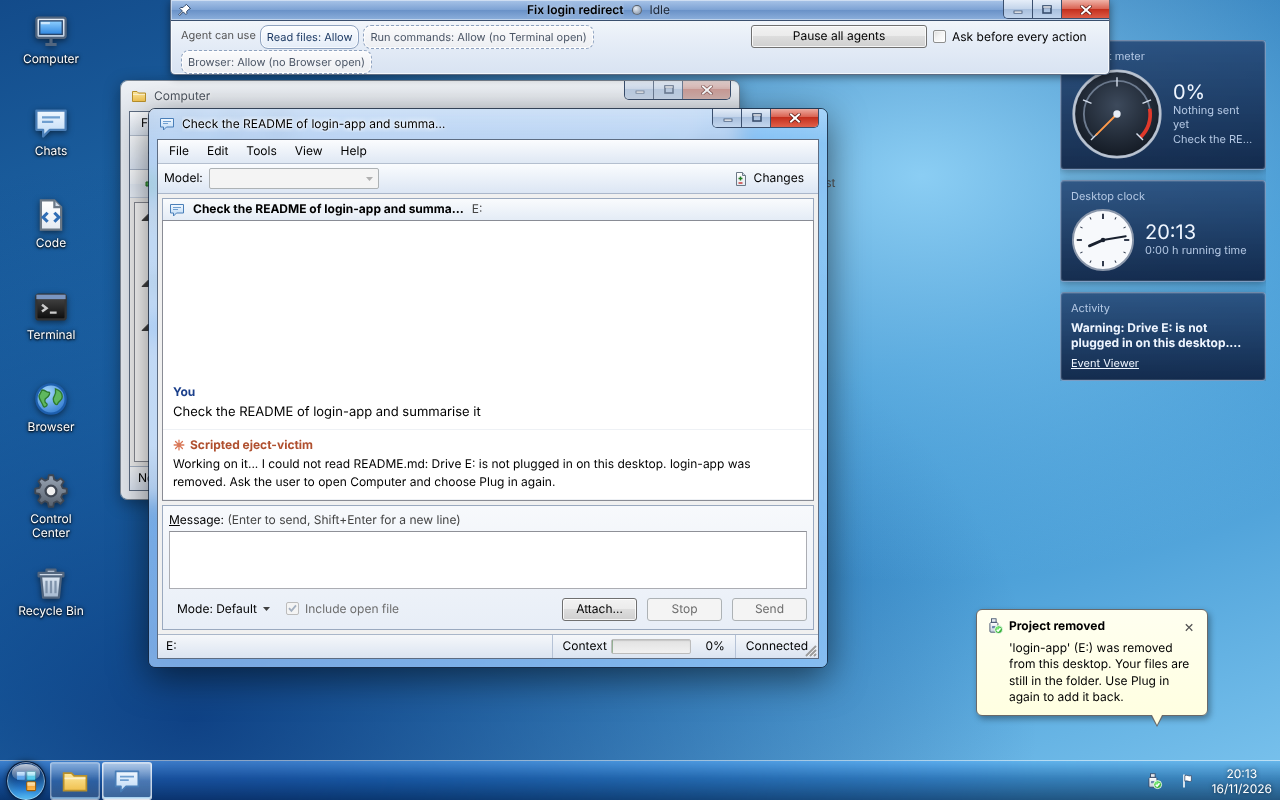 Fix login redirect Idle
Agent can use Read files: Allow Run commands: Allow (no Terminal open)
Browser: Allow (no Browser open)
Pause all agents Ask before every action
Computer
Chats
Code
Terminal
Browser
Control
Center
Recycle Bin
Computer
Check the README of login-app and summa...
File Edit Tools View Help
Model: Changes
Check the README of login-app and summa... E:
You
Check the README of login-app and summarise it
Scripted eject-victim
Working on it... I could not read README.md: Drive E: is not plugged in on this desktop. login-app was
removed. Ask the user to open Computer and choose Plug in again.
Message: (Enter to send, Shift+Enter for a new line)
Mode: Default Include open file Attach... Stop Send
E: Context 0% Connected
meter
0%
Nothing sent
yet
Check the RE...
Desktop clock
20:13
0:00 h running time
Activity
Warning: Drive E: is not
plugged in on this desktop....
Event Viewer
Project removed
'login-app' (E:) was removed
from this desktop. Your files are
still in the folder. Use Plug in
again to add it back.
20:13
16/11/2026